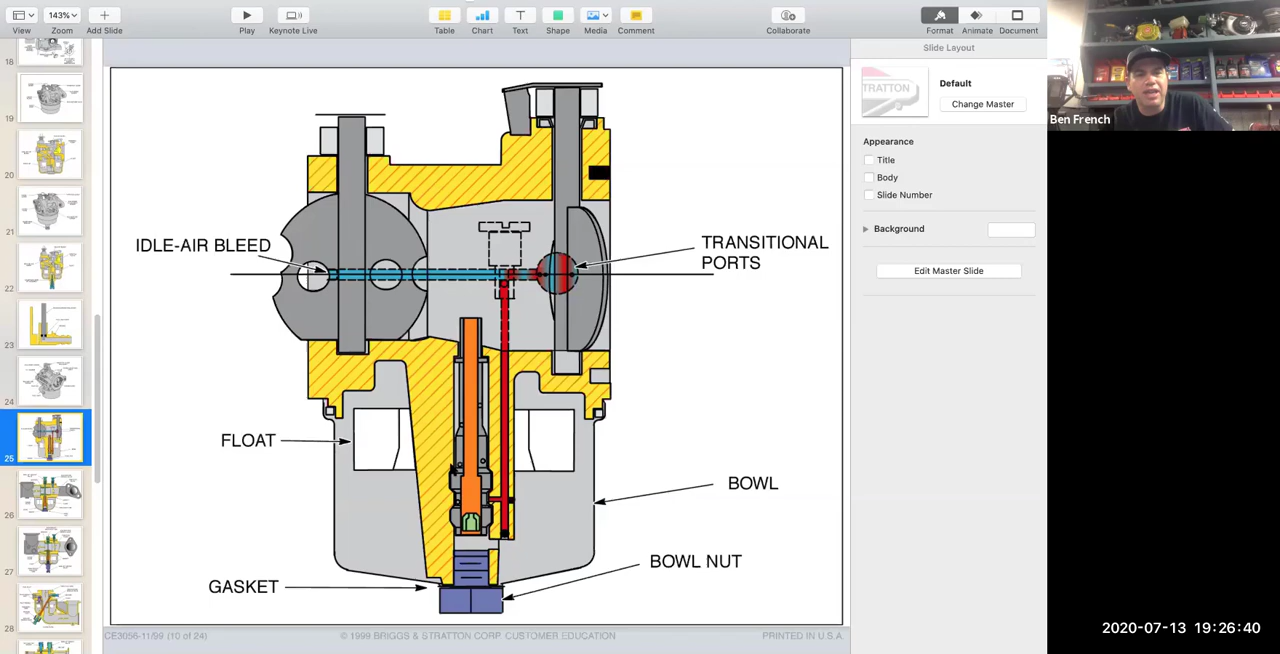 143%
View
Zoom
Add Slide
Play
Keynote Live
Table
Chart
Text
Shape
Media
Comment
Collaborate
Format
Animate
Document
Slide Layout
TRATTON
Default
Change Master
Appearance
Title
Body
Slide Number
Background
Edit Master Slide
Ben French
18
19
20
21
22
23
24
25
26
27
28
IDLE-AIR BLEED
TRANSITIONAL
PORTS
FLOAT
BOWL
BOWL NUT
GASKET
CE3056-11/99 (10 of 24)
© 1999 BRIGGS & STRATTON CORP. CUSTOMER EDUCATION
PRINTED IN U.S.A.
2020-07-13 19:26:40